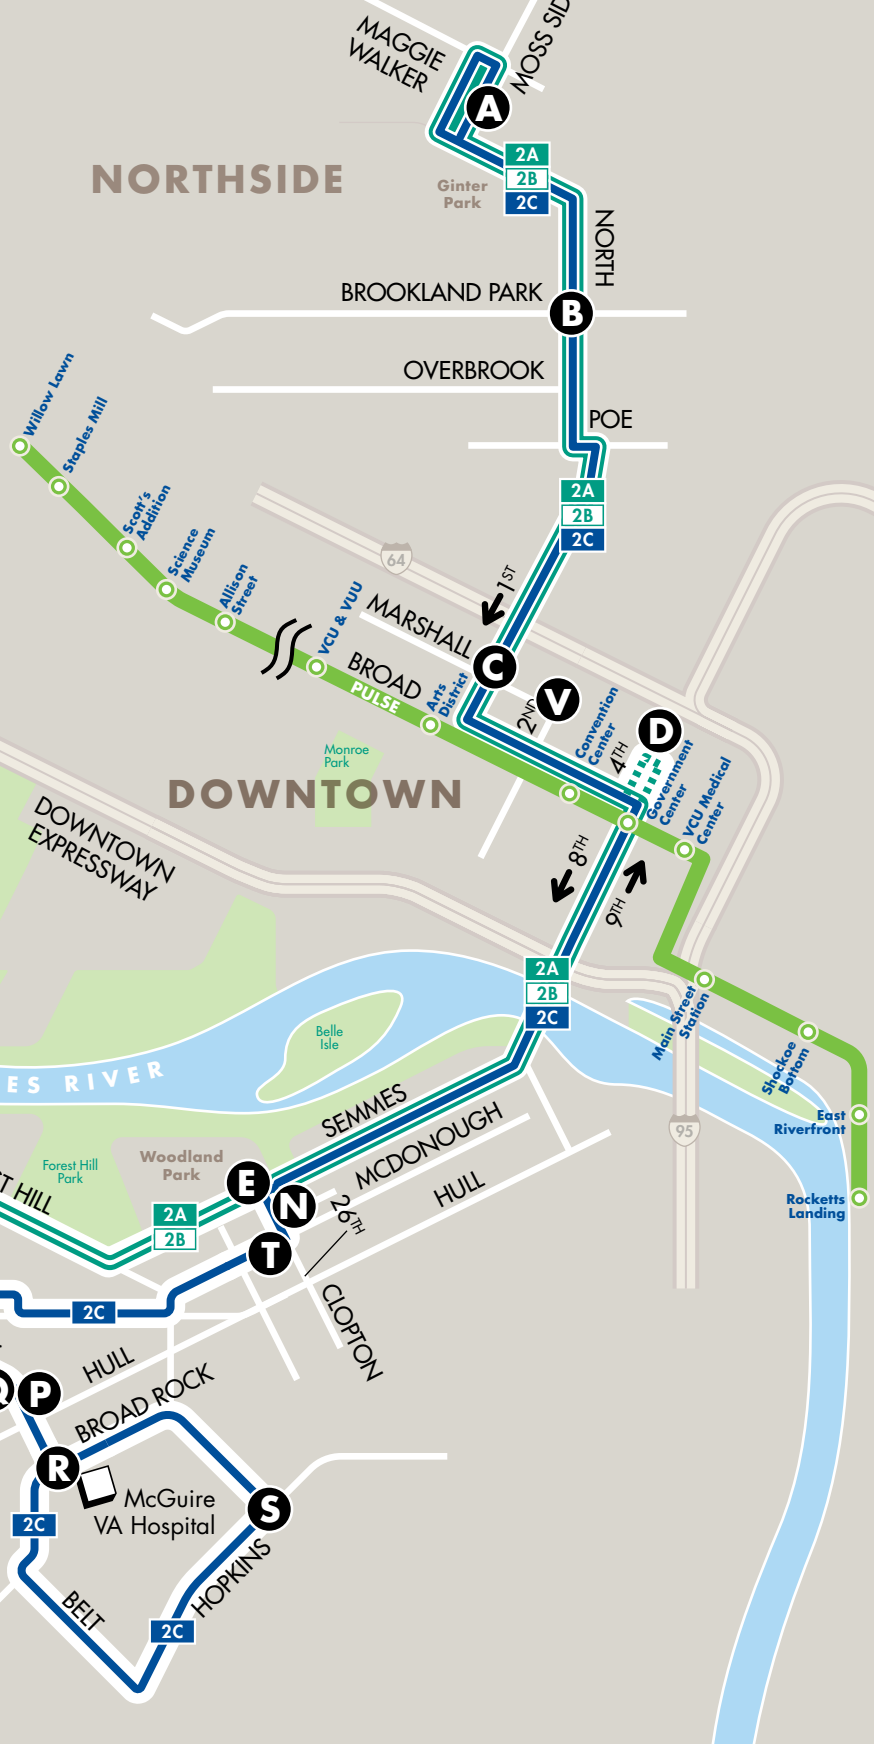 MAGGIE
WALKER
A
2A
2B
2C
NORTHSIDE
Ginter
Park
NORTH
BROOKLAND PARK
B
OVERBROOK
POE
Willow Lawn
Staples Mill
Scott's
Addition
Science
Museum
Allison
Street
2A
2B
2C
64
1ST
VCU & VUU
MARSHALL
BROAD
PULSE
C
Arts
District
2ND
V
Convention
Center
4TH
D
Government
Center
VCU Medical
Center
Monroe
Park
DOWNTOWN
DOWNTOWN
EXPRESSWAY
8TH
9TH
2A
2B
2C
Main Street
Station
Shockoe
Bottom
East
Riverfront
Rocketts
Landing
95
Belle
Isle
ES RIVER
SEMMES
MCDONOUGH
HULL
Woodland
Park
Forest Hill
Park
HILL
E
N
T
26TH
2A
2B
2C
CLOPTON
HULL
BROAD ROCK
Q
P
R
McGuire
VA Hospital
S
2C
HOPKINS
BELT
2C